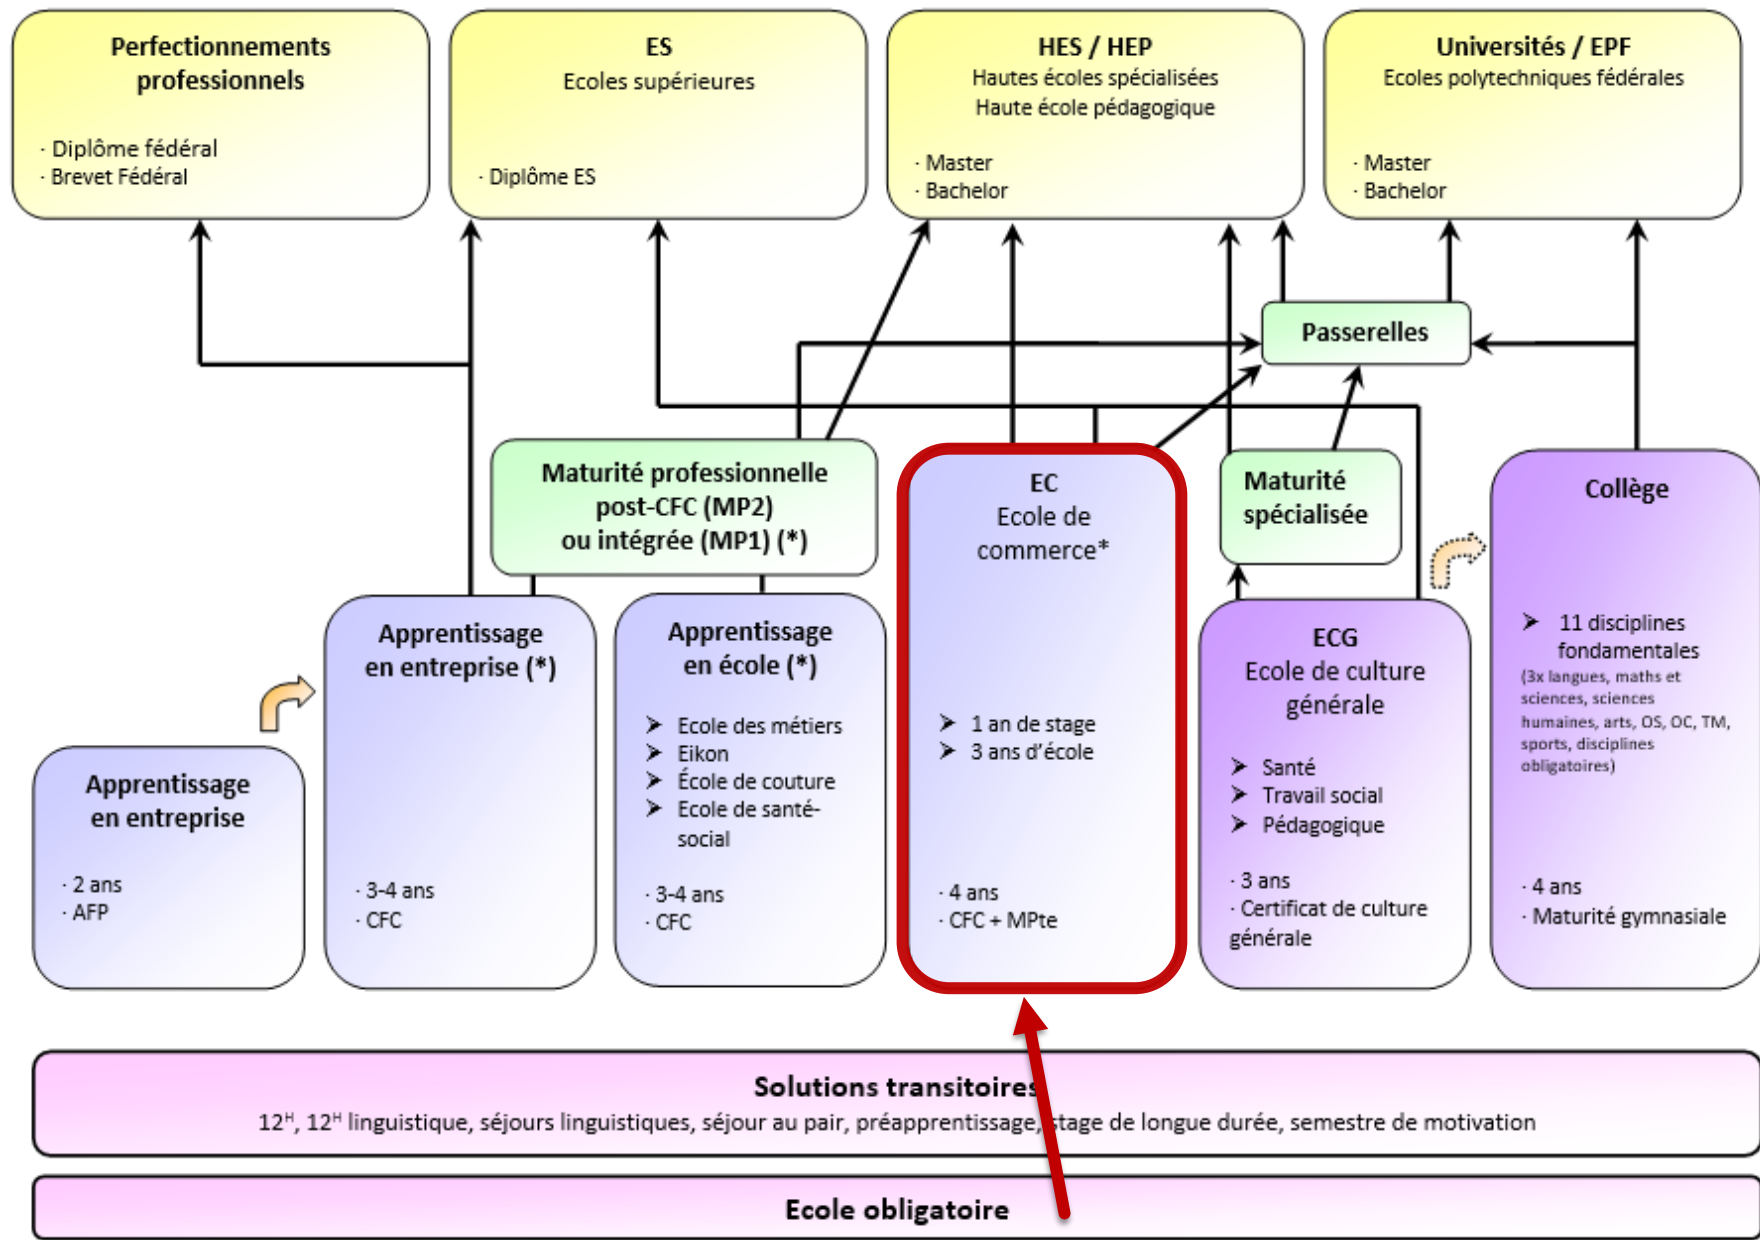 Perfectionnements
professionnels
· Diplôme fédéral
· Brevet Fédéral
ES
Ecoles supérieures
· Diplôme ES
HES / HEP
Hautes écoles spécialisées
Haute école pédagogique
· Master
· Bachelor
Universités / EPF
Ecoles polytechniques fédérales
· Master
· Bachelor
Passerelles
Maturité professionnelle
post-CFC (MP2)
ou intégrée (MP1) (*)
EC
Ecole de
commerce*
➤ 1 an de stage
➤ 3 ans d'école
· 4 ans
· CFC + MPte
Maturité
spécialisée
Collège
➤ 11 disciplines
fondamentales
(3x langues, maths et
sciences, sciences
humaines, arts, OS, OC, TM,
sports, disciplines
obligatoires)
· 4 ans
· Maturité gymnasiale
Apprentissage
en entreprise
· 2 ans
· AFP
Apprentissage
en entreprise (*)
· 3-4 ans
· CFC
Apprentissage
en école (*)
➤ Ecole des métiers
➤ Eikon
➤ École de couture
➤ Ecole de santé-
social
· 3-4 ans
· CFC
ECG
Ecole de culture
générale
➤ Santé
➤ Travail social
➤ Pédagogique
· 3 ans
· Certificat de culture
générale
Solutions transitoires
12ᴴ, 12ᴴ linguistique, séjours linguistiques, séjour au pair, préapprentissage, stage de longue durée, semestre de motivation
Ecole obligatoire